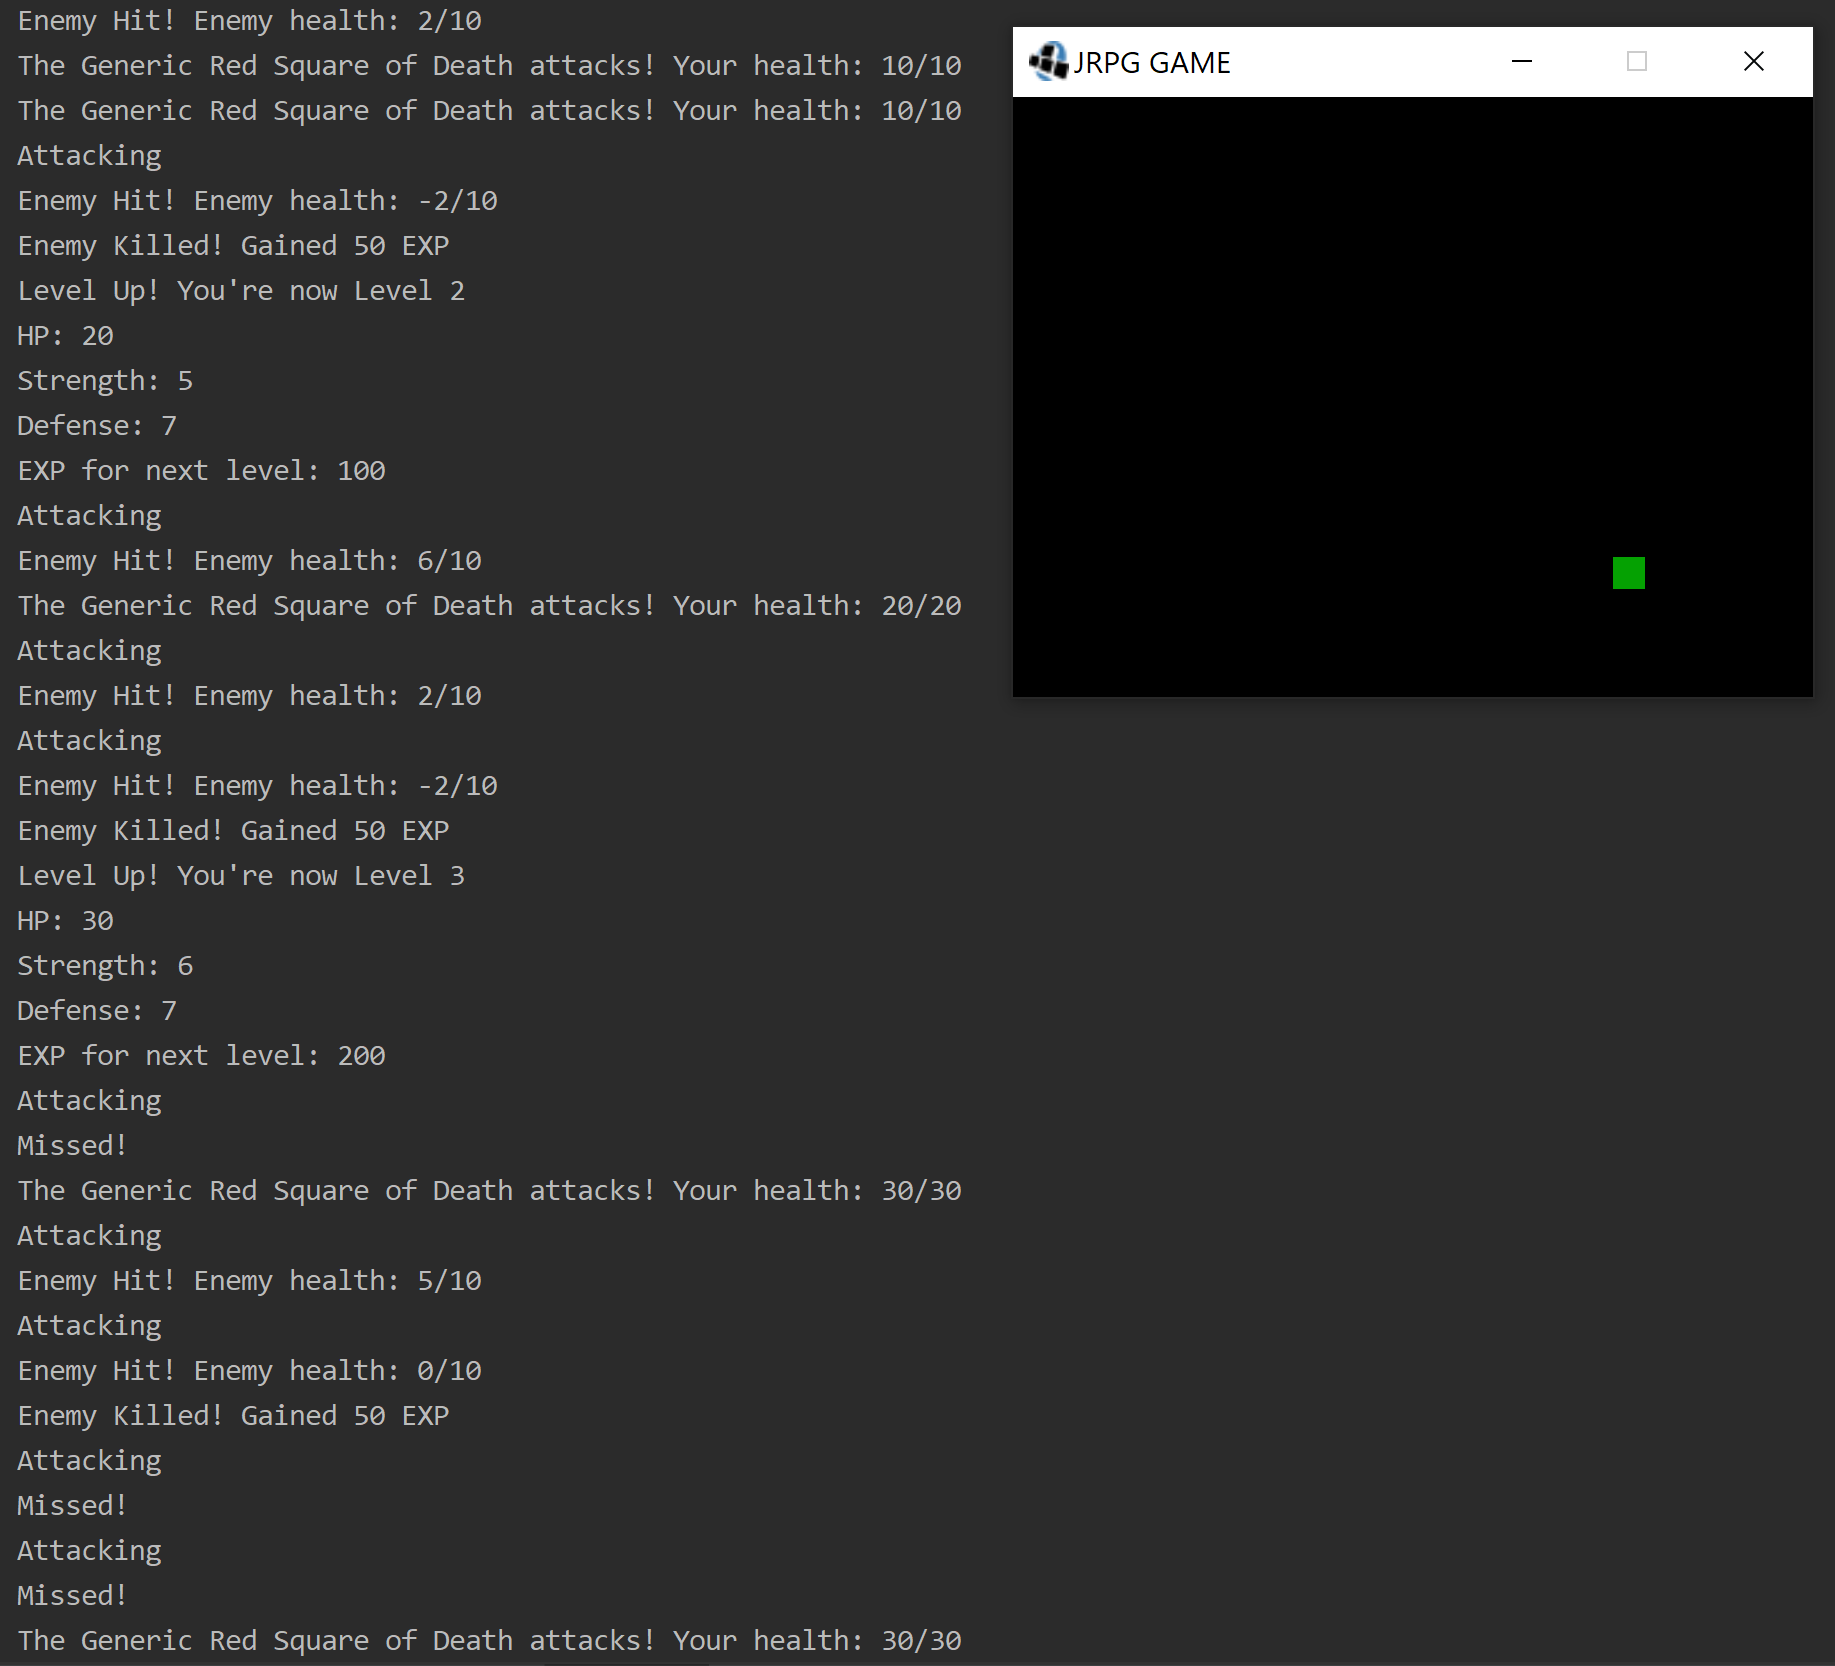 Enemy Hit! Enemy health: 2/10
The Generic Red Square of Death attacks! Your health: 10/10
The Generic Red Square of Death attacks! Your health: 10/10
Attacking
Enemy Hit! Enemy health: -2/10
Enemy Killed! Gained 50 EXP
Level Up! You're now Level 2
HP: 20
Strength: 5
Defense: 7
EXP for next level: 100
Attacking
Enemy Hit! Enemy health: 6/10
The Generic Red Square of Death attacks! Your health: 20/20
Attacking
Enemy Hit! Enemy health: 2/10
Attacking
Enemy Hit! Enemy health: -2/10
Enemy Killed! Gained 50 EXP
Level Up! You're now Level 3
HP: 30
Strength: 6
Defense: 7
EXP for next level: 200
Attacking
Missed!
The Generic Red Square of Death attacks! Your health: 30/30
Attacking
Enemy Hit! Enemy health: 5/10
Attacking
Enemy Hit! Enemy health: 0/10
Enemy Killed! Gained 50 EXP
Attacking
Missed!
Attacking
Missed!
The Generic Red Square of Death attacks! Your health: 30/30
JRPG GAME